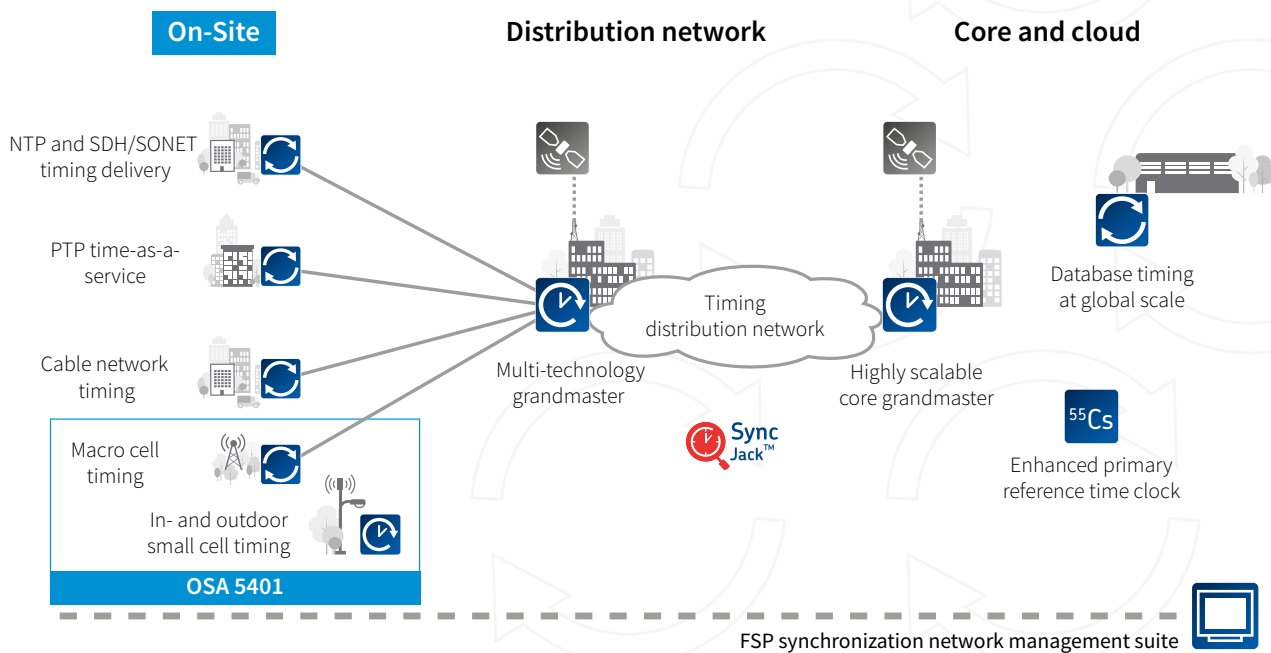 On-Site
Distribution network
Core and cloud
NTP and SDH/SONET
timing delivery
PTP time-as-a-
service
Cable network
timing
Macro cell
timing
In- and outdoor
small cell timing
OSA 5401
Multi-technology
grandmaster
Timing
distribution network
Sync
Jack™
Highly scalable
core grandmaster
Database timing
at global scale
⁵⁵Cs
Enhanced primary
reference time clock
FSP synchronization network management suite